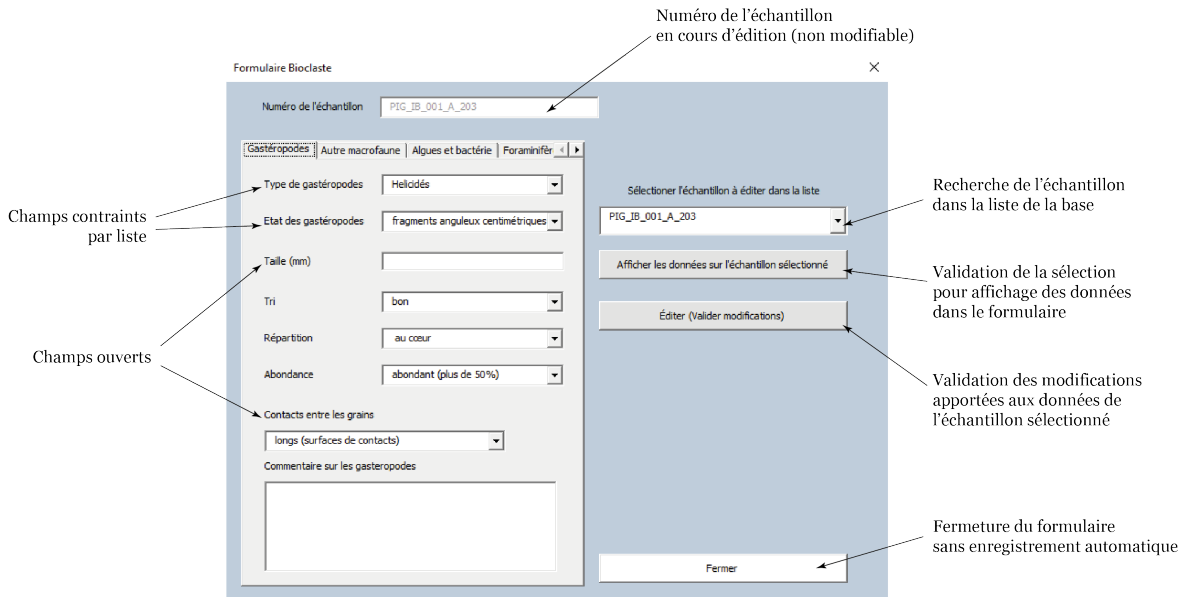 Numéro de l'échantillon
en cours d'édition (non modifiable)
Formulaire Bioclaste
Numéro de l'échantillon
PIG_IB_001_A_203
Gastéropodes
Autre macrofaune
Algues et bactérie
Foraminifèr
Type de gastéropodes
Helicidés
Etat des gastéropodes
fragments anguleux centimétriques
Taille (mm)
Tri
bon
Répartition
au cœur
Abondance
abondant (plus de 50%)
Contacts entre les grains
longs (surfaces de contacts)
Commentaire sur les gasteropodes
Champs contraints
par liste
Champs ouverts
Sélectioner l'échantillon à éditer dans la liste
PIG_IB_001_A_203
Afficher les données sur l'échantillon sélectionné
Éditer (Valider modifications)
Fermer
Recherche de l'échantillon
dans la liste de la base
Validation de la sélection
pour affichage des données
dans le formulaire
Validation des modifications
apportées aux données de
l'échantillon sélectionné
Fermeture du formulaire
sans enregistrement automatique